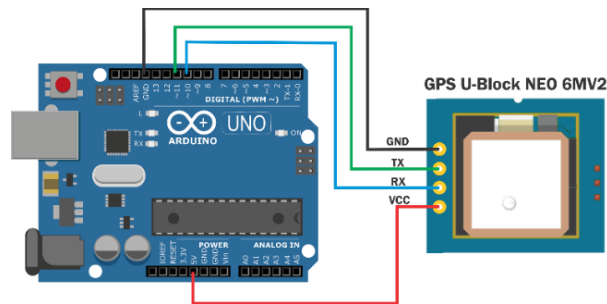 GPS U-Block NEO 6MV2
AREF
GND
13
12
~11
~10
~9
8
7
~6
~5
4
~3
2
TX-1
RX-0
DIGITAL (PWM ~)
L
TX
RX
UNO
ARDUINO
ON
GND
TX
RX
VCC
POWER
ANALOG IN
IOREF
RESET
3.3V
5V
GND
GND
Vin
A0
A1
A2
A3
A4
A5